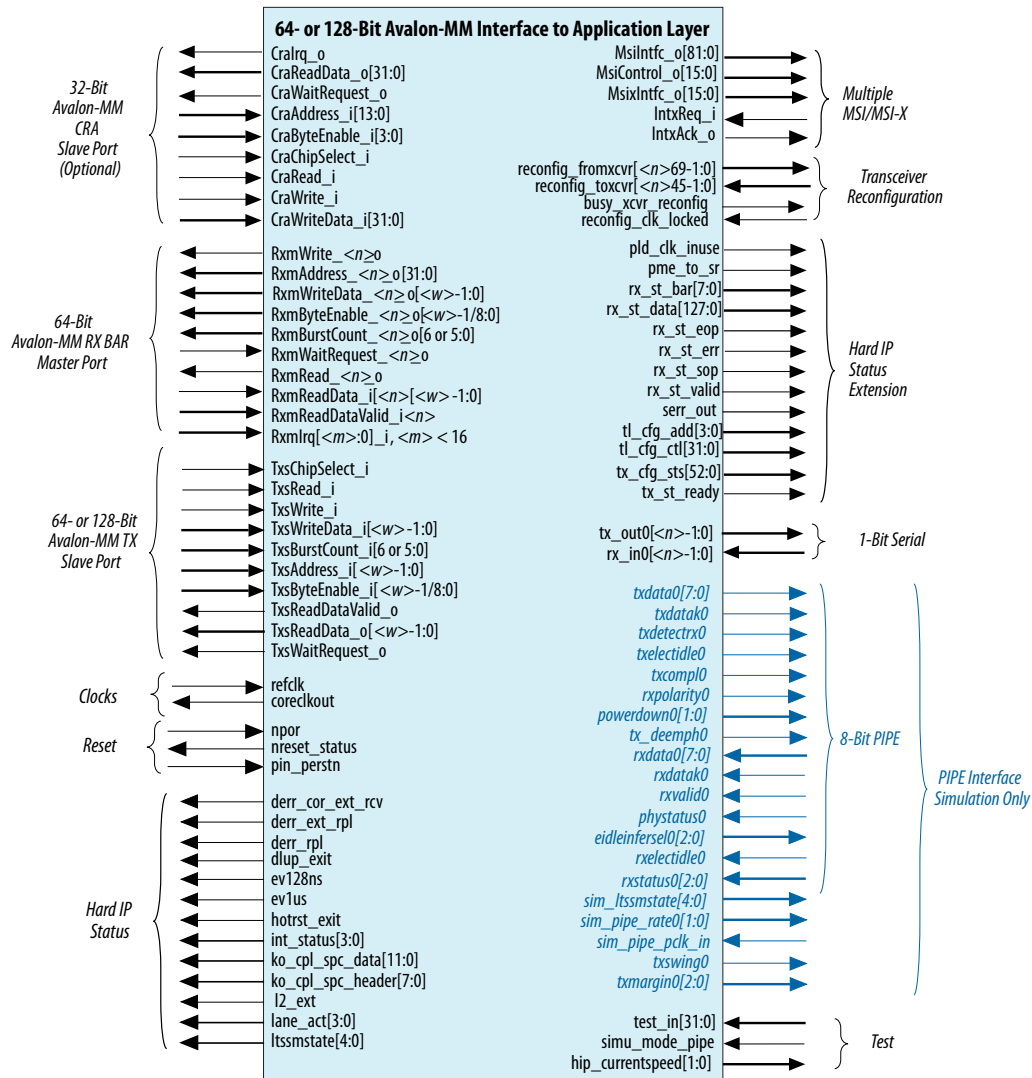 64- or 128-Bit Avalon-MM Interface to Application Layer
32-Bit
Avalon-MM
CRA
Slave Port
(Optional)
CraIrq_o
CraReadData_o[31:0]
CraWaitRequest_o
CraAddress_i[13:0]
CraByteEnable_i[3:0]
CraChipSelect_i
CraRead_i
CraWrite_i
CraWriteData_i[31:0]
64-Bit
Avalon-MM RX BAR
Master Port
RxmWrite_<n>_o
RxmAddress_<n>_o[31:0]
RxmWriteData_<n>_o[<w>-1:0]
RxmByteEnable_<n>_o[<w>-1/8:0]
RxmBurstCount_<n>_o[6 or 5:0]
RxmWaitRequest_<n>_o
RxmRead_<n>_o
RxmReadData_i[<n>[<w>-1:0]
RxmReadDataValid_i<n>
RxmIrq[<m>:0]_i, <m> < 16
64- or 128-Bit
Avalon-MM TX
Slave Port
TxsChipSelect_i
TxsRead_i
TxsWrite_i
TxsWriteData_i[<w>-1:0]
TxsBurstCount_i[6 or 5:0]
TxsAddress_i[<w>-1:0]
TxsByteEnable_i[<w>-1/8:0]
TxsReadDataValid_o
TxsReadData_o[<w>-1:0]
TxsWaitRequest_o
Clocks
refclk
coreclkout
Reset
npor
nreset_status
pin_perstn
Hard IP
Status
derr_cor_ext_rcv
derr_ext_rpl
derr_rpl
dlup_exit
ev128ns
ev1us
hotrst_exit
int_status[3:0]
ko_cpl_spc_data[11:0]
ko_cpl_spc_header[7:0]
l2_ext
lane_act[3:0]
ltssmstate[4:0]
MsiIntfc_o[81:0]
MsiControl_o[15:0]
MsixIntfc_o[15:0]
IntxReq_i
IntxAck_o
Multiple
MSI/MSI-X
reconfig_fromxcvr[<n>69-1:0]
reconfig_toxcvr[<n>45-1:0]
busy_xcvr_reconfig
reconfig_clk_locked
Transceiver
Reconfiguration
pld_clk_inuse
pme_to_sr
rx_st_bar[7:0]
rx_st_data[127:0]
rx_st_eop
rx_st_err
rx_st_sop
rx_st_valid
serr_out
tl_cfg_add[3:0]
tl_cfg_ctl[31:0]
tx_cfg_sts[52:0]
tx_st_ready
Hard IP
Status
Extension
tx_out0[<n>-1:0]
rx_in0[<n>-1:0]
1-Bit Serial
txdata0[7:0]
txdatak0
txdetectrx0
txelectidle0
txcompl0
rxpolarity0
powerdown0[1:0]
tx_deemph0
rxdata0[7:0]
rxdatak0
rxvalid0
phystatus0
eidleinfersel0[2:0]
rxelectidle0
rxstatus0[2:0]
sim_ltssmstate[4:0]
sim_pipe_rate0[1:0]
sim_pipe_pclk_in
txswing0
txmargin0[2:0]
8-Bit PIPE
PIPE Interface
Simulation Only
test_in[31:0]
simu_mode_pipe
hip_currentspeed[1:0]
Test